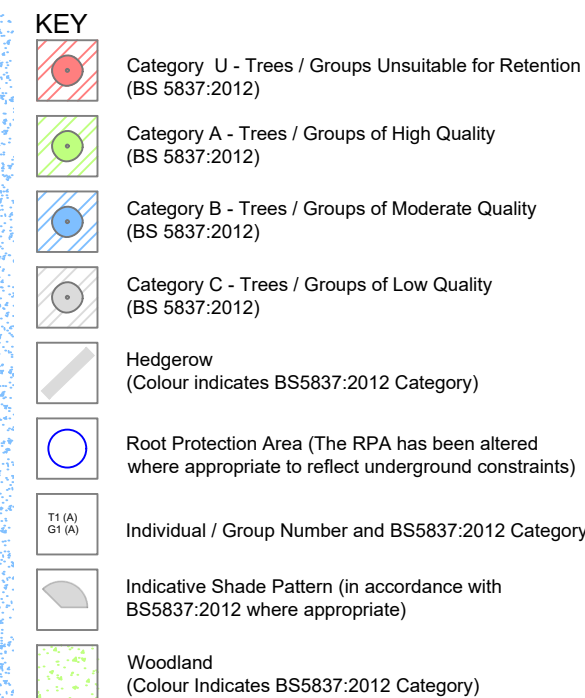 KEY
Category U - Trees / Groups Unsuitable for Retention
(BS 5837:2012)
Category A - Trees / Groups of High Quality
(BS 5837:2012)
Category B - Trees / Groups of Moderate Quality
(BS 5837:2012)
Category C - Trees / Groups of Low Quality
(BS 5837:2012)
Hedgerow
(Colour indicates BS5837:2012 Category)
Root Protection Area (The RPA has been altered
where appropriate to reflect underground constraints)
T1 (A)
G1 (A)
Individual / Group Number and BS5837:2012 Category
Indicative Shade Pattern (in accordance with
BS5837:2012 where appropriate)
Woodland
(Colour Indicates BS5837:2012 Category)